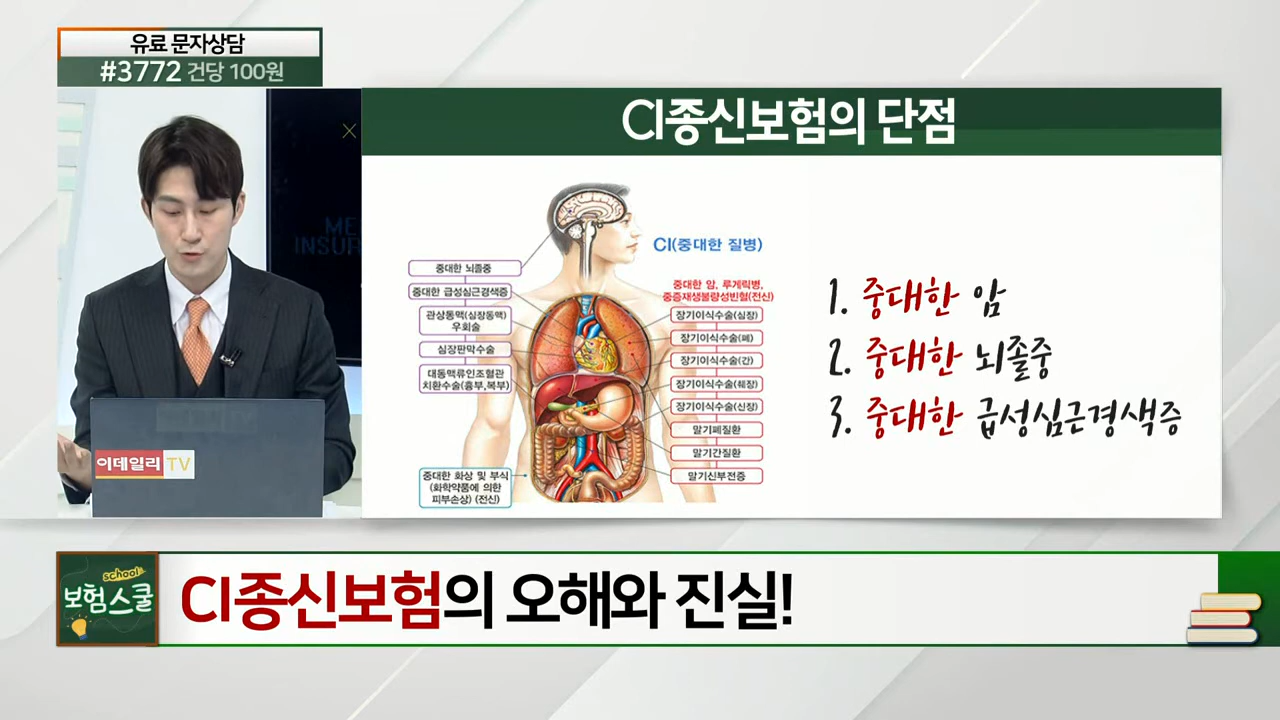 유료 문자상담
#3772 건당 100원
ME
INSUR
CI종신보험의 단점
CI(중대한 질병)
중대한 뇌졸중
중대한 급성심근경색증
관상동맥(심장동맥)
우회술
심장판막수술
대동맥류인조혈관
치환수술(흉부,복부)
중대한 화상 및 부식
(화학약품에 의한
피부손상) (전신)
중대한 암, 루게릭병,
중증재생불량성빈혈(전신)
장기이식수술(심장)
장기이식수술(폐)
장기이식수술(간)
장기이식수술(췌장)
장기이식수술(신장)
말기폐질환
말기간질환
말기신부전증
1. 중대한 암
2. 중대한 뇌졸중
3. 중대한 급성심근경색증
이데일리 TV
school
보험스쿨
CI종신보험의 오해와 진실!